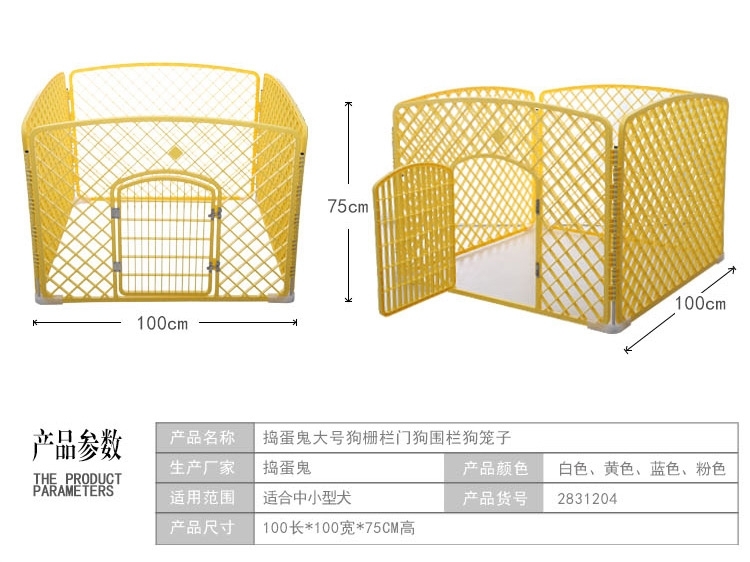 75cm
100cm
100cm
产品参数
THE PRODUCT
PARAMETERS
产品名称 捣蛋鬼大号狗栅栏门狗围栏狗笼子
生产厂家 捣蛋鬼 产品颜色 白色、黄色、蓝色、粉色
适用范围 适合中小型犬 产品货号 2831204
产品尺寸 100长*100宽*75CM高